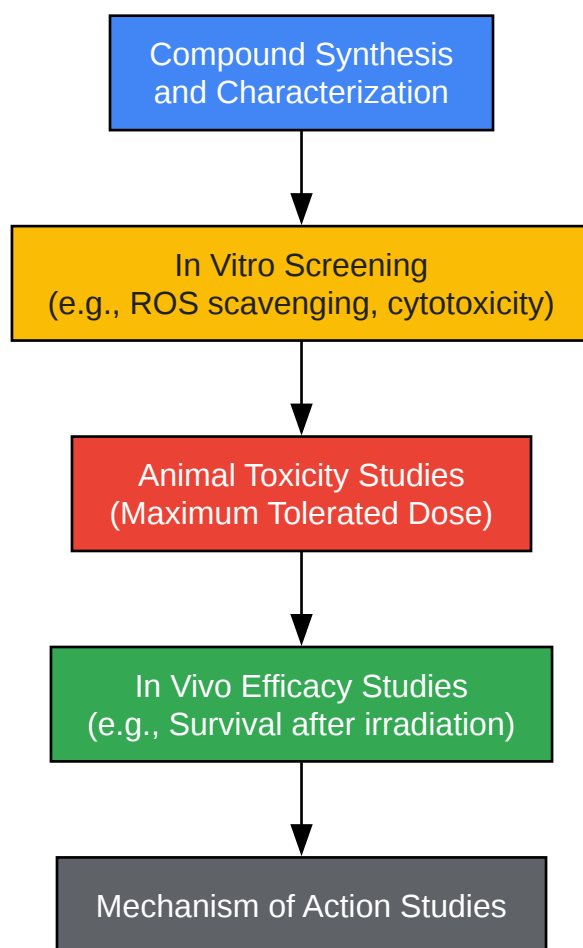 Compound Synthesis
and Characterization
In Vitro Screening
(e.g., ROS scavenging, cytotoxicity)
Animal Toxicity Studies
(Maximum Tolerated Dose)
In Vivo Efficacy Studies
(e.g., Survival after irradiation)
Mechanism of Action Studies